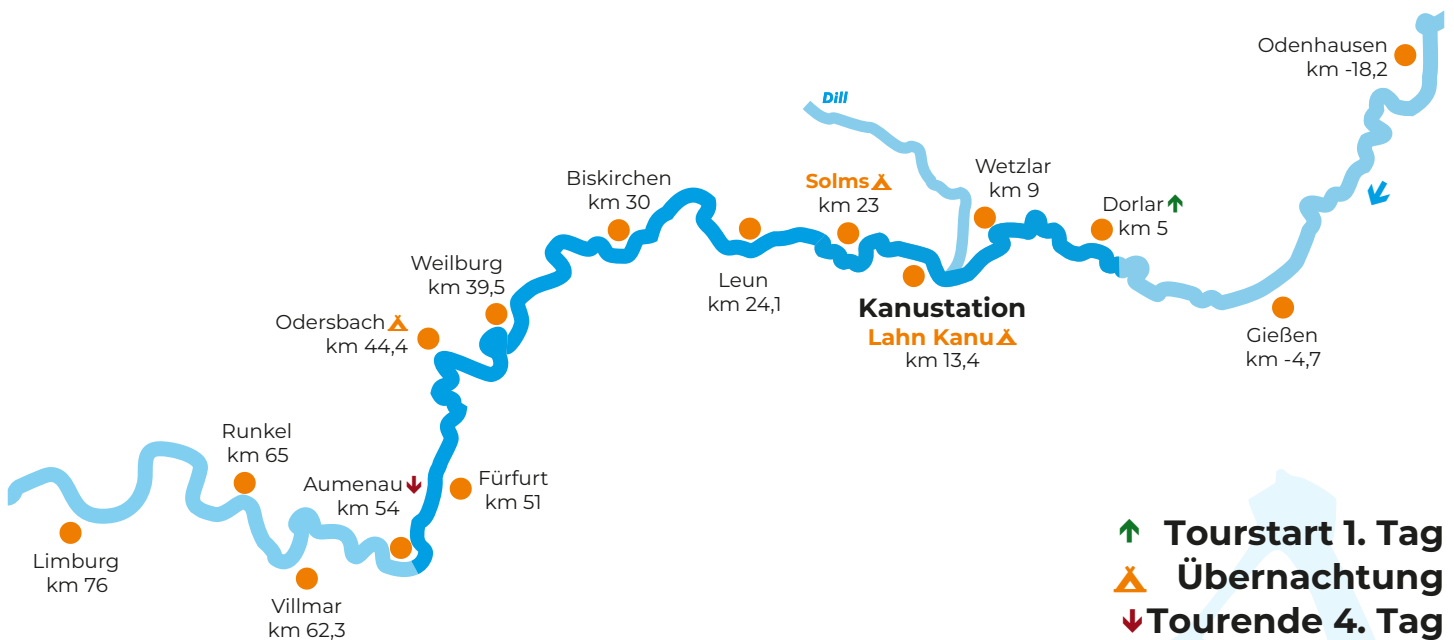 Odenhausen
km -18,2
Dill
Wetzlar
km 9
Biskirchen
km 30
Solms
km 23
Dorlar
km 5
Weilburg
km 39,5
Leun
km 24,1
Kanustation
Lahn Kanu
km 13,4
Odersbach
km 44,4
Gießen
km -4,7
Runkel
km 65
Aumenau
km 54
Fürfurt
km 51
Limburg
km 76
Villmar
km 62,3
Tourstart 1. Tag
Übernachtung
Tourende 4. Tag